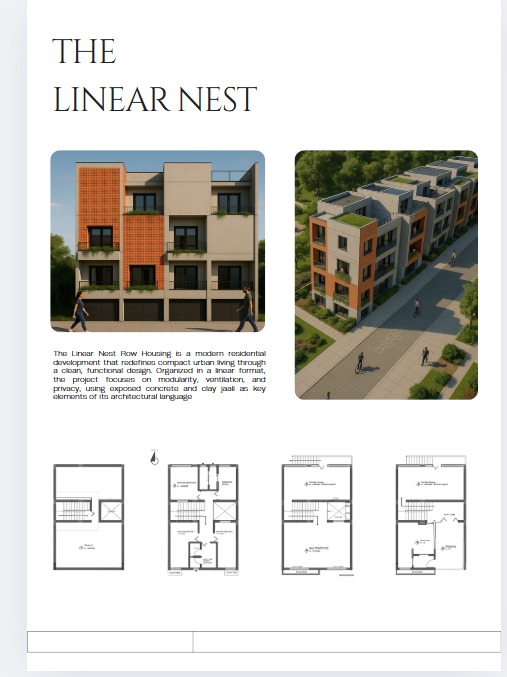 THE
LINEAR NEST
The Linear Nest Row Housing is a modern residential
development that redefines compact urban living through
a clean, functional design. Organized in a linear format,
the project focuses on modularity, ventilation, and
privacy, using exposed concrete and clay jaali as key
elements of its architectural language